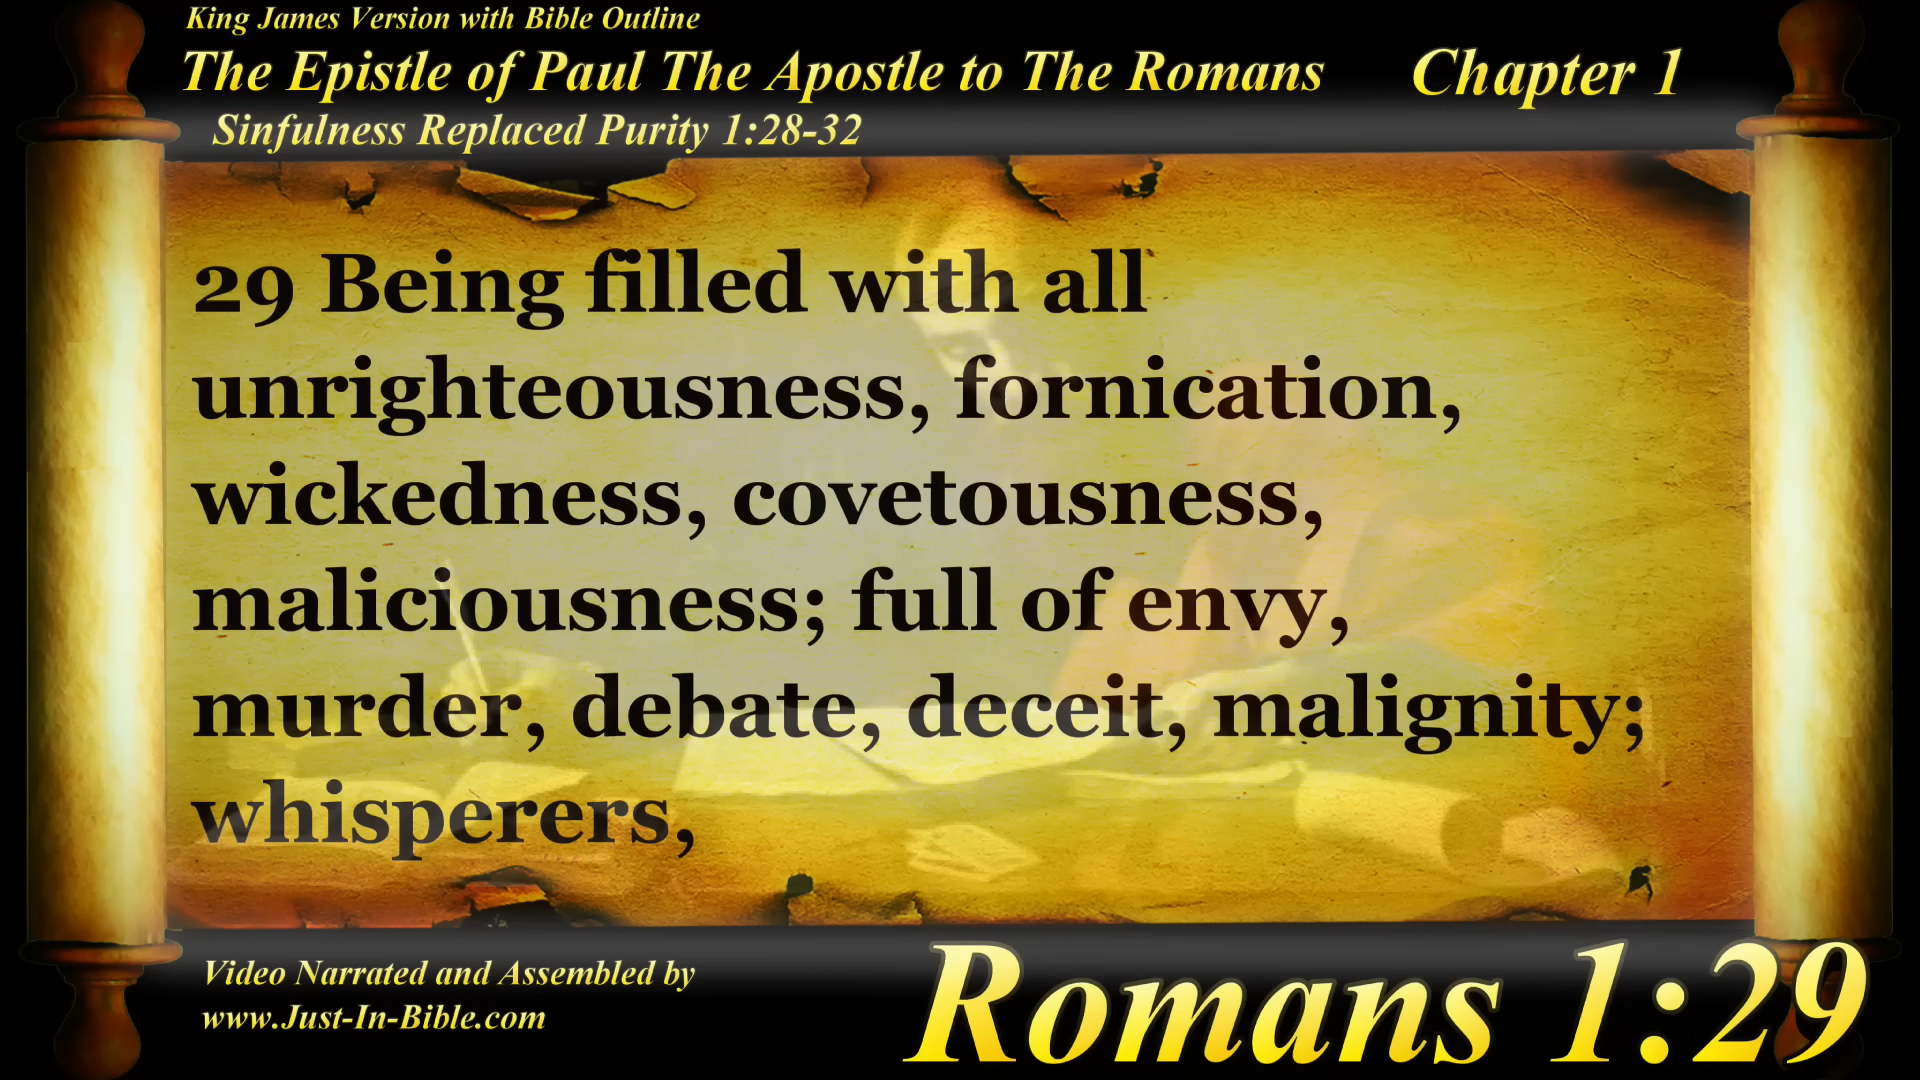 King James Version with Bible Outline
The Epistle of Paul The Apostle to The Romans Chapter 1
Sinfulness Replaced Purity 1:28-32
29 Being filled with all
unrighteousness, fornication,
wickedness, covetousness,
maliciousness; full of envy,
murder, debate, deceit, malignity;
whisperers,
Video Narrated and Assembled by
www.Just-In-Bible.com
Romans 1:29